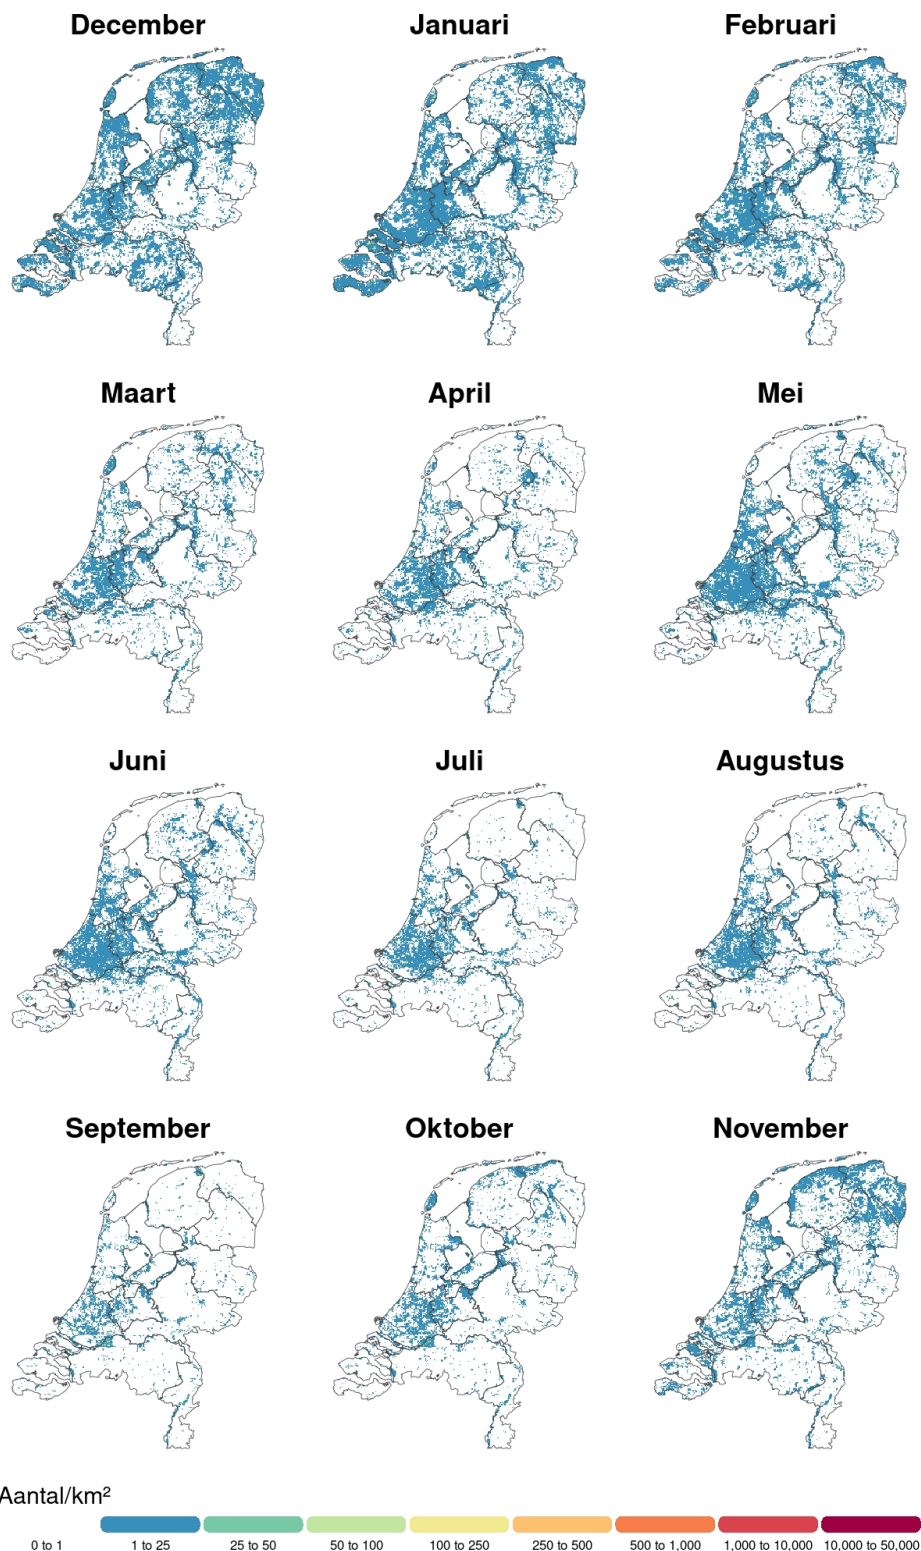 December Januari Februari
Maart April Mei
Juni Juli Augustus
September Oktober November
Aantal/km²
0 to 1 1 to 25 25 to 50 50 to 100 100 to 250 250 to 500 500 to 1,000 1,000 to 10,000 10,000 to 50,000